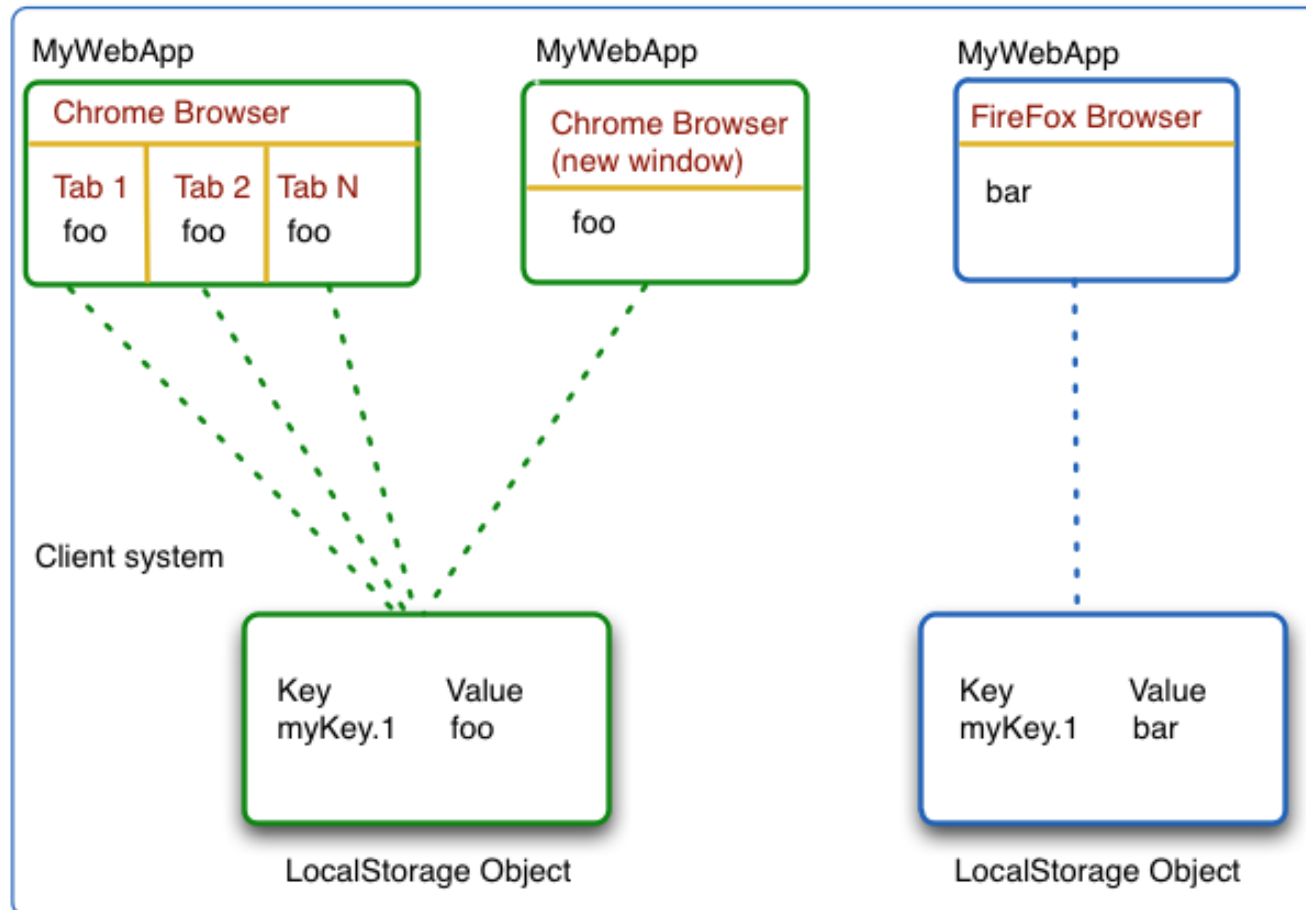 MyWebApp
Chrome Browser
Tab 1 Tab 2 Tab N
foo foo foo
MyWebApp
Chrome Browser
(new window)
foo
MyWebApp
FireFox Browser
bar
Client system
Key Value
myKey.1 foo
LocalStorage Object
Key Value
myKey.1 bar
LocalStorage Object